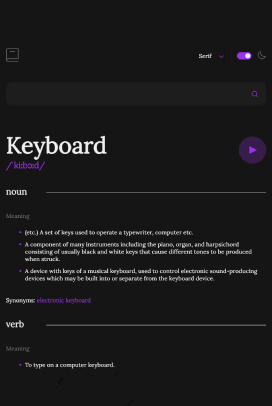 Serif
Keyboard
/ˈkiːbɔːd/
noun
Meaning
(etc.) A set of keys used to operate a typewriter, computer etc.
A component of many instruments including the piano, organ, and harpsichord
consisting of usually black and white keys that cause different tones to be produced
when struck.
A device with keys of a musical keyboard, used to control electronic sound-producing
devices which may be built into or separate from the keyboard device.
Synonyms: electronic keyboard
verb
Meaning
To type on a computer keyboard.